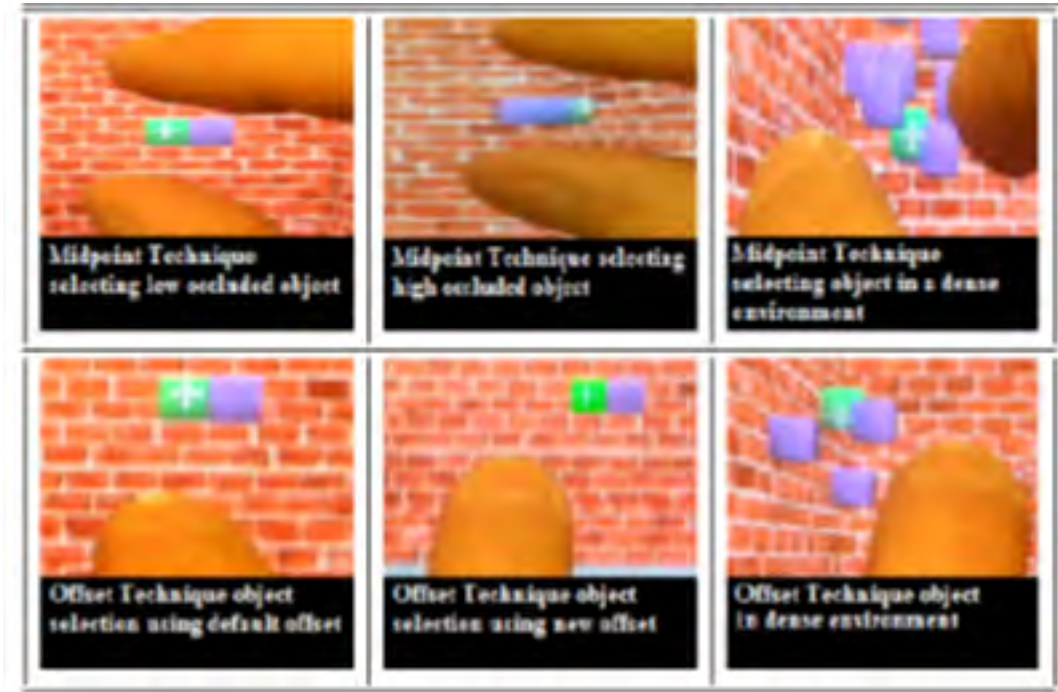 Midpoint Technique
selecting low occluded object
Midpoint Technique selecting
high occluded object
Midpoint Technique
selecting object in a dense
environment
Offset Technique object
selection using default offset
Offset Technique object
selection using new offset
Offset Technique object
in dense environment